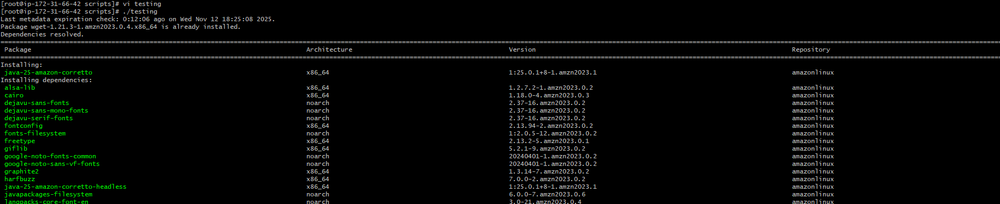 [root@ip-172-31-66-42 scripts]# vi testing
[root@ip-172-31-66-42 scripts]# ./testing
Last metadata expiration check: 0:12:06 ago on Wed Nov 12 18:25:08 2025.
Package wget-1.21.3-1.amzn2023.0.4.x86_64 is already installed.
Dependencies resolved.
Package Architecture Version Repository
Installing:
java-25-amazon-corretto x86_64 1:25.0.1+8-1.amzn2023.1 amazonlinux
Installing dependencies:
alsa-lib x86_64 1.2.7.2-1.amzn2023.0.2 amazonlinux
cairo x86_64 1.18.0-4.amzn2023.0.3 amazonlinux
dejavu-sans-fonts noarch 2.37-16.amzn2023.0.2 amazonlinux
dejavu-sans-mono-fonts noarch 2.37-16.amzn2023.0.2 amazonlinux
dejavu-serif-fonts noarch 2.37-16.amzn2023.0.2 amazonlinux
fontconfig x86_64 2.13.94-2.amzn2023.0.2 amazonlinux
fonts-filesystem noarch 1:2.0.5-12.amzn2023.0.2 amazonlinux
freetype x86_64 2.13.2-5.amzn2023.0.1 amazonlinux
giflib x86_64 5.2.1-9.amzn2023.0.2 amazonlinux
google-noto-fonts-common noarch 20240401-1.amzn2023.0.2 amazonlinux
google-noto-sans-vf-fonts noarch 20240401-1.amzn2023.0.2 amazonlinux
graphite2 x86_64 1.3.14-7.amzn2023.0.2 amazonlinux
harfbuzz x86_64 7.0.0-2.amzn2023.0.2 amazonlinux
java-25-amazon-corretto-headless x86_64 1:25.0.1+8-1.amzn2023.1 amazonlinux
javapackages-filesystem noarch 6.0.0-7.amzn2023.0.6 amazonlinux
langpacks-core-font-en noarch 3.0-21.amzn2023.0.4 amazonlinux